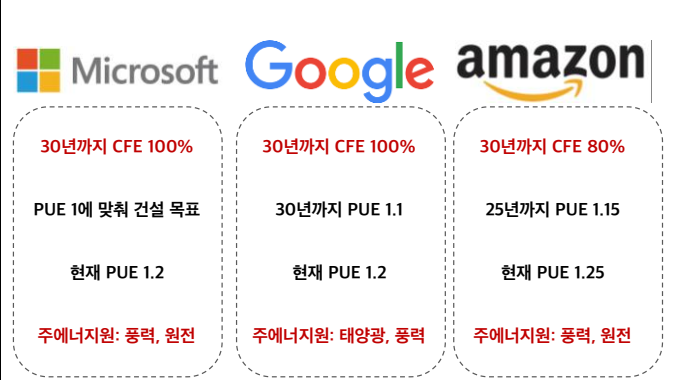 Microsoft
30년까지 CFE 100%
PUE 1에 맞춰 건설 목표
현재 PUE 1.2
주에너지원: 풍력, 원전
Google
30년까지 CFE 100%
30년까지 PUE 1.1
현재 PUE 1.2
주에너지원: 태양광, 풍력
amazon
30년까지 CFE 80%
25년까지 PUE 1.15
현재 PUE 1.25
주에너지원: 풍력, 원전